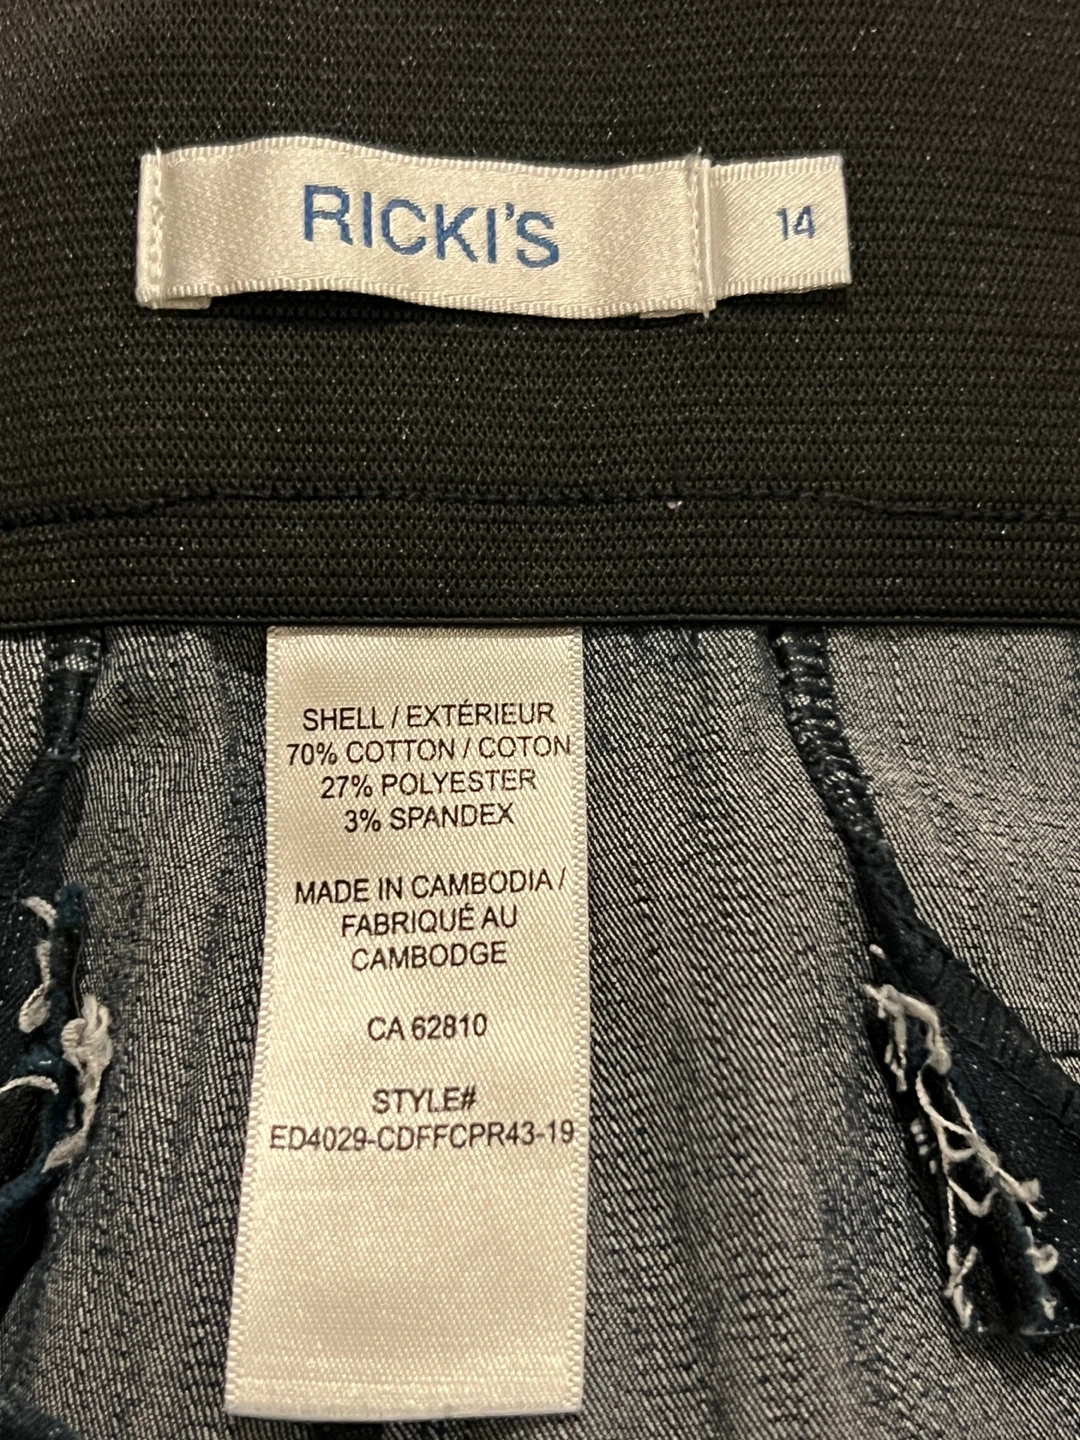 RICKI'S
14
SHELL / EXTÉRIEUR
70% COTTON / COTON
27% POLYESTER
3% SPANDEX
MADE IN CAMBODIA /
FABRIQUÉ AU
CAMBODGE
CA 62810
STYLE#
ED4029-CDFFCPR43-19